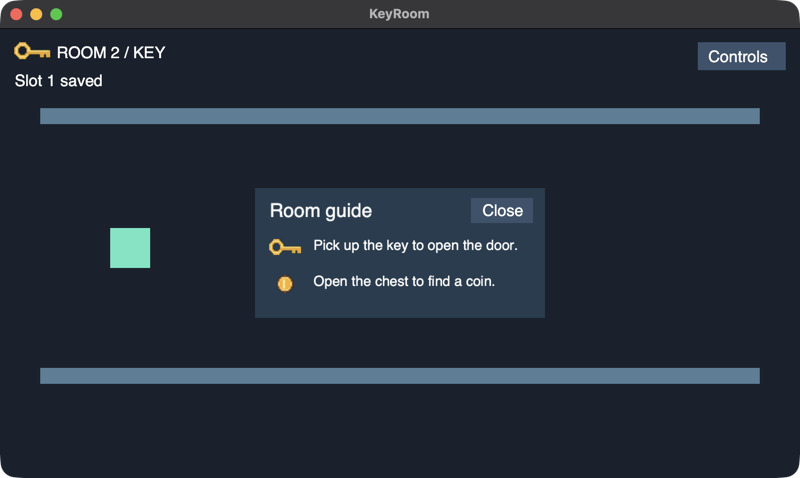 KeyRoom
ROOM 2 / KEY
Controls
Slot 1 saved
Room guide
Close
Pick up the key to open the door.
Open the chest to find a coin.